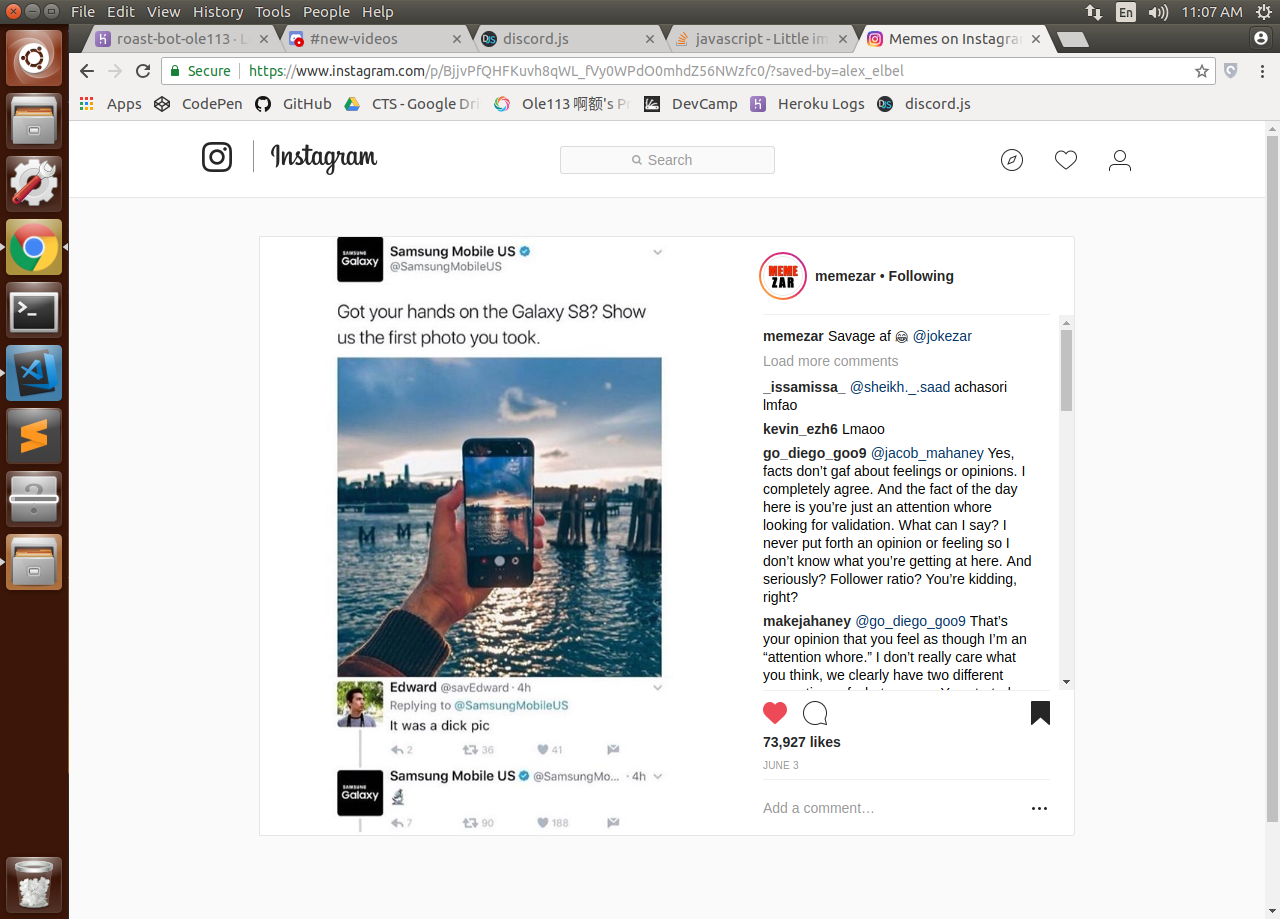 File Edit View History Tools People Help
En 11:07 AM
roast-bot-ole113 · L
#new-videos
discord.js
javascript - Little im
Memes on Instagra
Secure https://www.instagram.com/p/BjjvPfQHFKuvh8qWL_fVy0WPdO0mhdZ56NWzfc0/?saved-by=alex_elbel
Apps CodePen GitHub CTS - Google Dri Ole113 啊额's Pr DevCamp Heroku Logs discord.js
Instagram
Search
SAMSUNG
Galaxy
Samsung Mobile US
@SamsungMobileUS
Got your hands on the Galaxy S8? Show
us the first photo you took.
Edward @savEdward · 4h
Replying to @SamsungMobileUS
It was a dick pic
2 36 41
SAMSUNG
Galaxy
Samsung Mobile US @SamsungMo... · 4h
7 90 188
MEME
ZAR
memezar • Following
memezar Savage af 😂 @jokezar
Load more comments
_issamissa_ @sheikh._.saad achasori
lmfao
kevin_ezh6 Lmaoo
go_diego_goo9 @jacob_mahaney Yes,
facts don’t gaf about feelings or opinions. I
completely agree. And the fact of the day
here is you’re just an attention whore
looking for validation. What can I say? I
never put forth an opinion or feeling so I
don’t know what you’re getting at here. And
seriously? Follower ratio? You’re kidding,
right?
makejahaney @go_diego_goo9 That’s
your opinion that you feel as though I’m an
“attention whore.” I don’t really care what
you think, we clearly have two different
73,927 likes
JUNE 3
Add a comment…